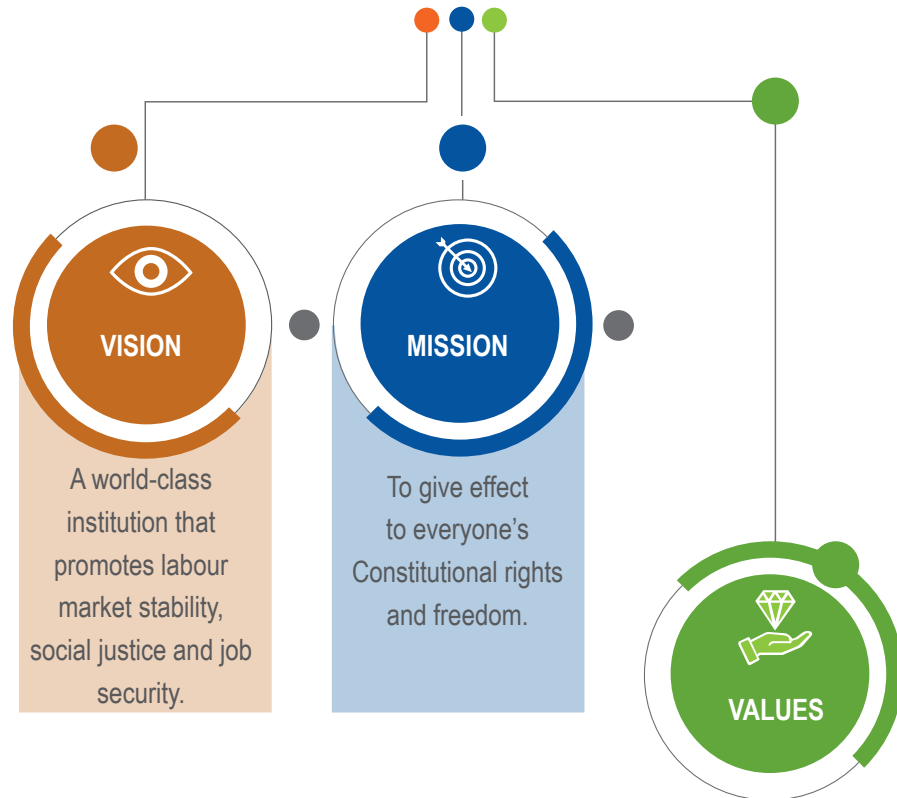 VISION
A world-class
institution that
promotes labour
market stability,
social justice and job
security.
MISSION
To give effect
to everyone’s
Constitutional rights
and freedom.
VALUES